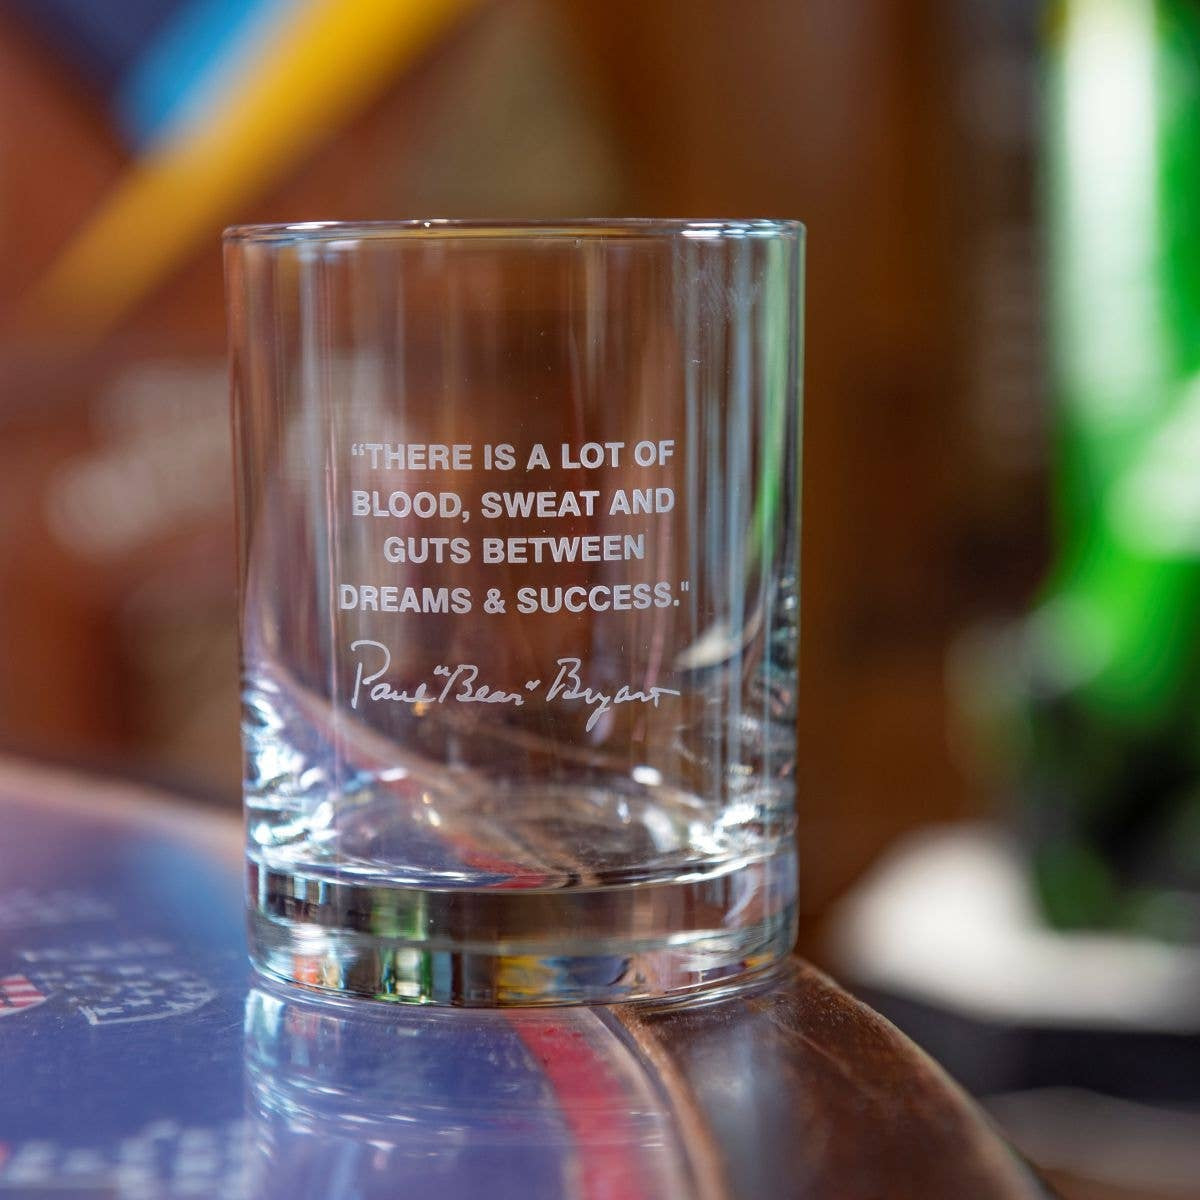 “THERE IS A LOT OF
BLOOD, SWEAT AND
GUTS BETWEEN
DREAMS & SUCCESS."
Paul "Bear" Bryant